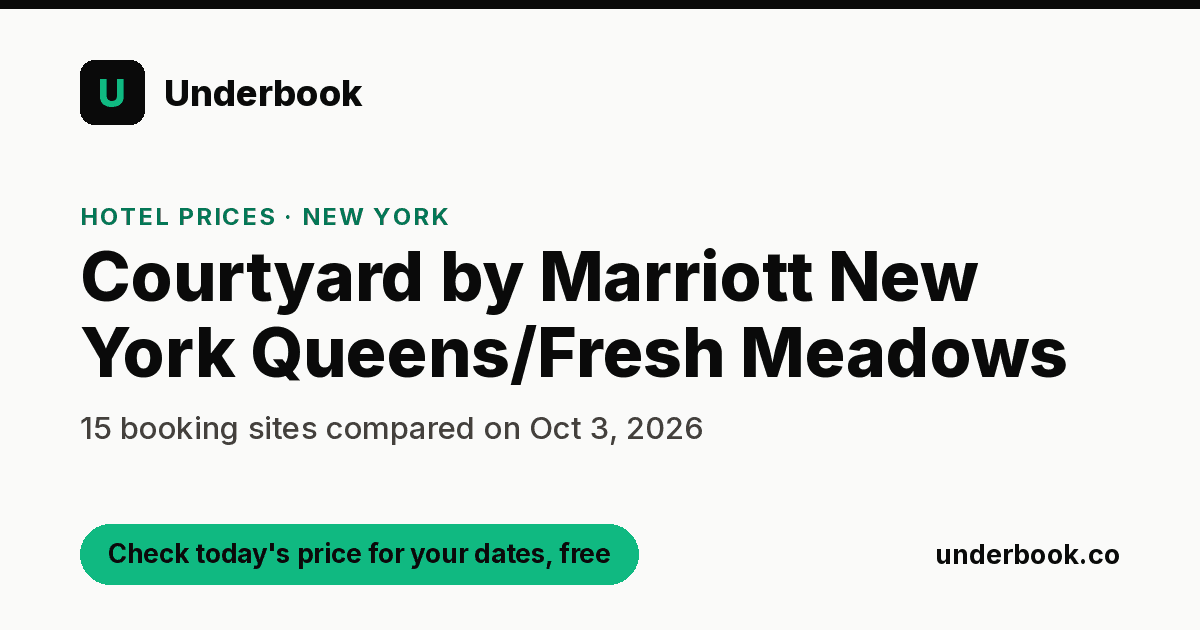 U Underbook
HOTEL PRICES · NEW YORK
Courtyard by Marriott New
York Queens/Fresh Meadows
15 booking sites compared on Oct 3, 2026
Check today's price for your dates, free
underbook.co